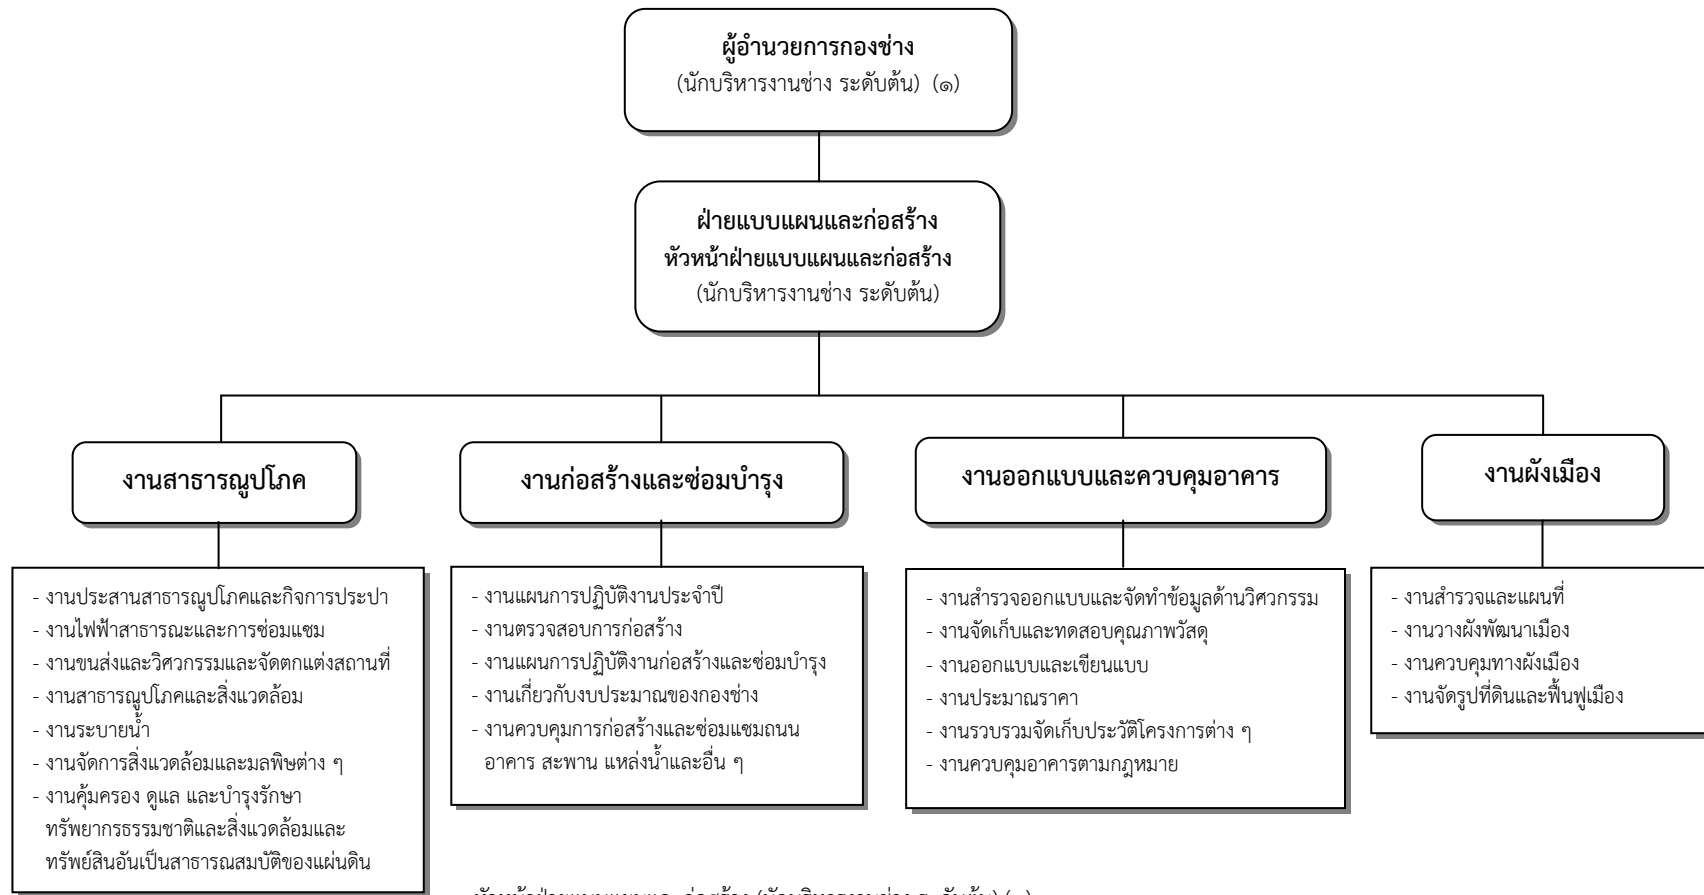 ผู้อำนวยการกองช่าง
(นักบริหารงานช่าง ระดับต้น) (๑)
ฝ่ายแบบแผนและก่อสร้าง
หัวหน้าฝ่ายแบบแผนและก่อสร้าง
(นักบริหารงานช่าง ระดับต้น)
งานสาธารณูปโภค
- งานประสานสาธารณูปโภคและกิจการประปา
- งานไฟฟ้าสาธารณะและการซ่อมแซม
- งานขนส่งและวิศวกรรมและจัดตกแต่งสถานที่
- งานสาธารณูปโภคและสิ่งแวดล้อม
- งานระบายน้ำ
- งานจัดการสิ่งแวดล้อมและมลพิษต่าง ๆ
- งานคุ้มครอง ดูแล และบำรุงรักษา
ทรัพยากรธรรมชาติและสิ่งแวดล้อมและ
ทรัพย์สินอันเป็นสาธารณสมบัติของแผ่นดิน
งานก่อสร้างและซ่อมบำรุง
- งานแผนการปฏิบัติงานประจำปี
- งานตรวจสอบการก่อสร้าง
- งานแผนการปฏิบัติงานก่อสร้างและซ่อมบำรุง
- งานเกี่ยวกับงบประมาณของกองช่าง
- งานควบคุมการก่อสร้างและซ่อมแซมถนน
อาคาร สะพาน แหล่งน้ำและอื่น ๆ
งานออกแบบและควบคุมอาคาร
- งานสำรวจออกแบบและจัดทำข้อมูลด้านวิศวกรรม
- งานจัดเก็บและทดสอบคุณภาพวัสดุ
- งานออกแบบและเขียนแบบ
- งานประมาณราคา
- งานรวบรวมจัดเก็บประวัติโครงการต่าง ๆ
- งานควบคุมอาคารตามกฎหมาย
งานผังเมือง
- งานสำรวจและแผนที่
- งานวางผังพัฒนาเมือง
- งานควบคุมทางผังเมือง
- งานจัดรูปที่ดินและฟื้นฟูเมือง